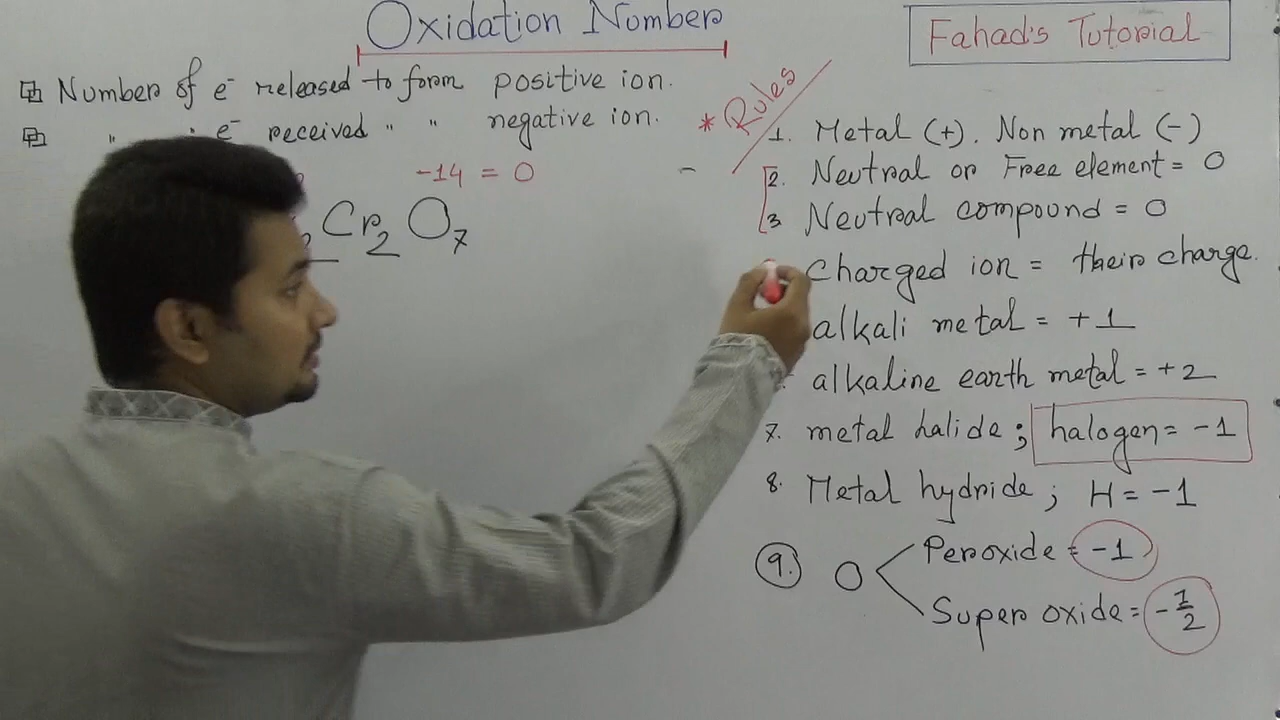 Oxidation Number
Fahad's Tutorial
Number of e⁻ released to form positive ion.
" e⁻ received " " negative ion.
-14 = 0
Cr₂O₇
* Rules
1. Metal (+). Non metal (-)
2. Neutral or Free element = 0
3 Neutral compound = 0
Charged ion = their charge.
alkali metal = +1
alkaline earth metal = +2
7. metal halide; halogen = -1
8. Metal hydride; H = -1
9. O
Peroxide = -1
Super oxide = -1/2